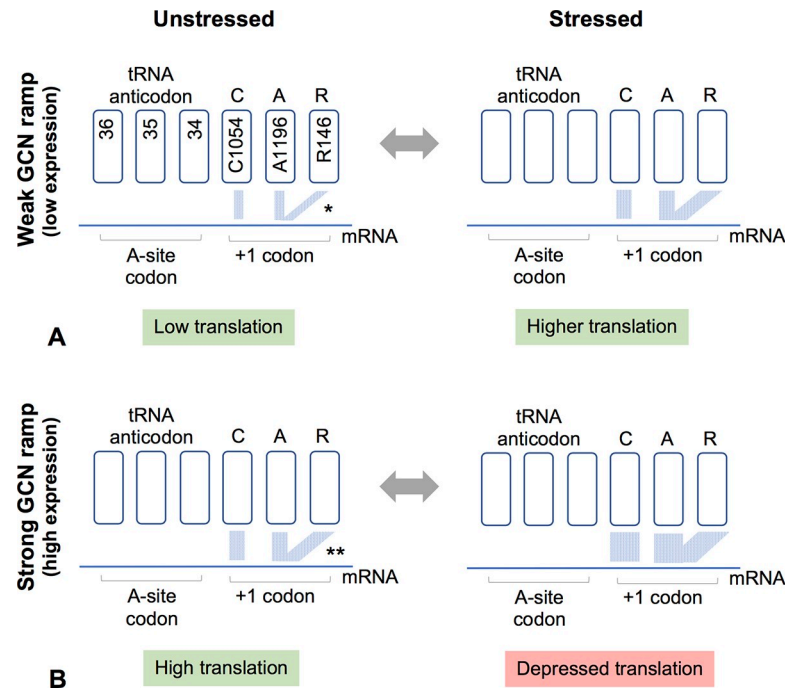 Unstressed
Stressed
Weak GCN ramp
(low expression)
tRNA
anticodon
C A R
36 35 34 C1054 A1196 R146
*
mRNA
A-site
codon
+1 codon
Low translation
tRNA
anticodon
C A R
mRNA
A-site
codon
+1 codon
Higher translation
A
Strong GCN ramp
(high expression)
tRNA
anticodon
C A R
**
mRNA
A-site
codon
+1 codon
High translation
tRNA
anticodon
C A R
mRNA
A-site
codon
+1 codon
Depressed translation
B